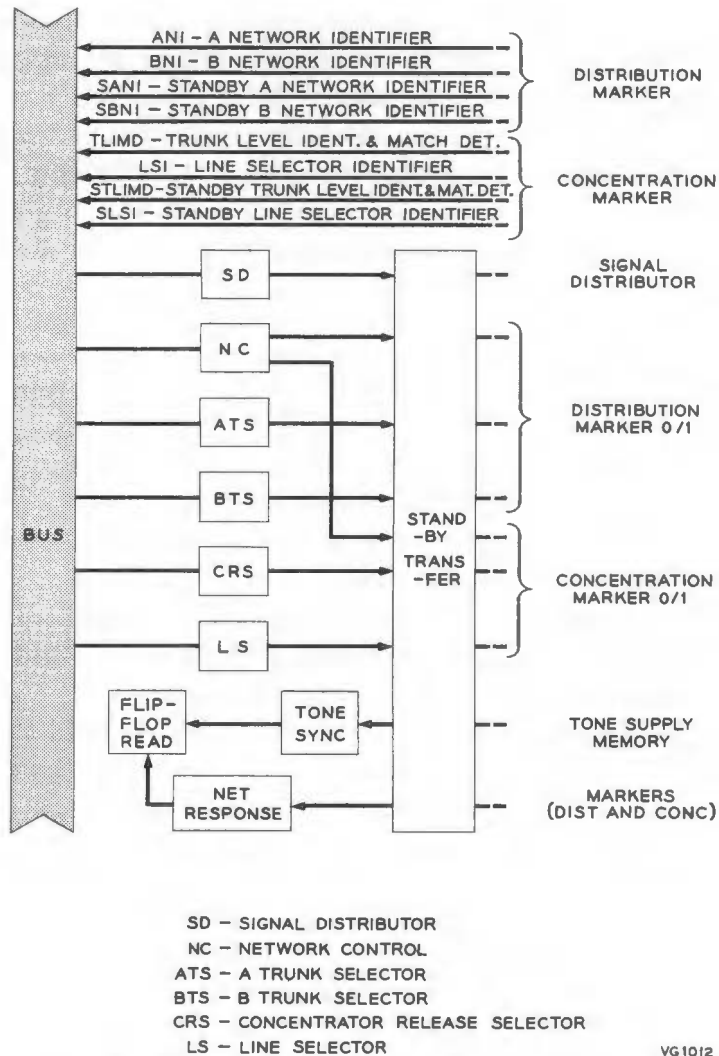 ANI - A NETWORK IDENTIFIER
BNI - B NETWORK IDENTIFIER
SANI - STANDBY A NETWORK IDENTIFIER
SBNI - STANDBY B NETWORK IDENTIFIER
DISTRIBUTION
MARKER
TLIMD - TRUNK LEVEL IDENT. & MATCH DET.
LSI - LINE SELECTOR IDENTIFIER
STLIMD-STANDBY TRUNK LEVEL IDENT.& MAT. DET.
SLSI - STANDBY LINE SELECTOR IDENTIFIER
CONCENTRATION
MARKER
SD
SIGNAL
DISTRIBUTOR
NC
ATS
BTS
DISTRIBUTION
MARKER 0/1
BUS
STAND
-BY
TRANS
-FER
CRS
LS
CONCENTRATION
MARKER 0/1
FLIP-
FLOP
READ
TONE
SYNC
TONE SUPPLY
MEMORY
NET
RESPONSE
MARKERS
(DIST AND CONC)
SD - SIGNAL DISTRIBUTOR
NC - NETWORK CONTROL
ATS - A TRUNK SELECTOR
BTS - B TRUNK SELECTOR
CRS - CONCENTRATOR RELEASE SELECTOR
LS - LINE SELECTOR
VG1012